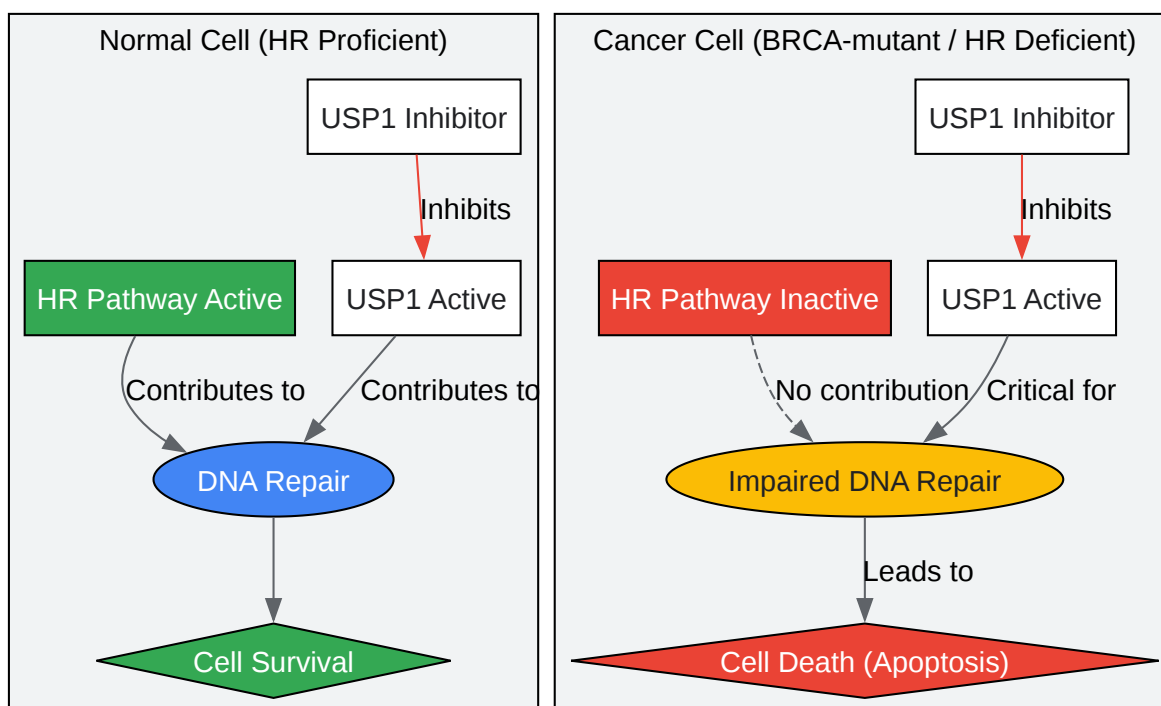 Normal Cell (HR Proficient)
USP1 Inhibitor
Inhibits
HR Pathway Active
USP1 Active
Contributes to
Contributes to
DNA Repair
Cell Survival
Cancer Cell (BRCA-mutant / HR Deficient)
USP1 Inhibitor
Inhibits
HR Pathway Inactive
USP1 Active
No contribution
Critical for
Impaired DNA Repair
Leads to
Cell Death (Apoptosis)